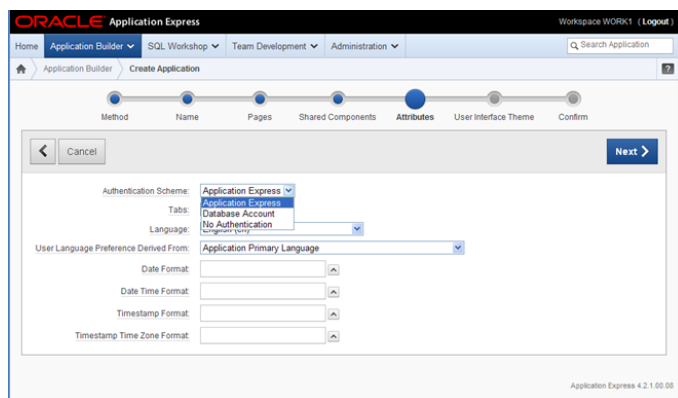 ORACLE Application Express
Workspace WORK1 (Logout)
Home Application Builder SQL Workshop Team Development Administration Search Application
Application Builder Create Application ?
Method Name Pages Shared Components Attributes User Interface Theme Confirm
Cancel Next
Authentication Scheme: Application Express
Application Express
Tabs: Database Account
No Authentication
Language: English (en)
User Language Preference Derived From: Application Primary Language
Date Format:
Date Time Format:
Timestamp Format:
Timestamp Time Zone Format:
Application Express 4.2.1.00.08